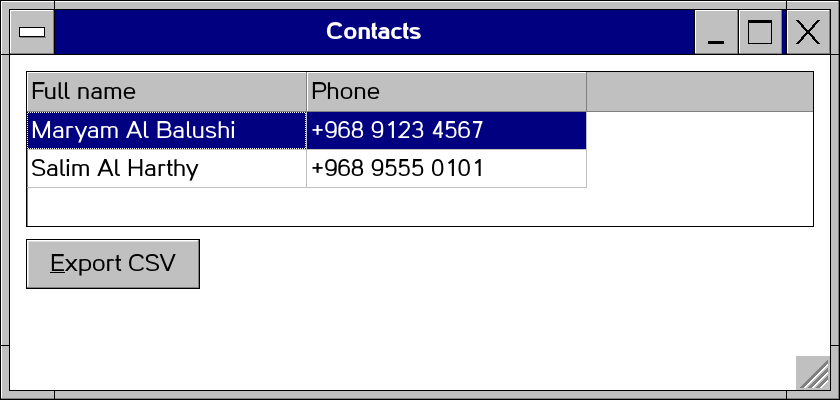 Contacts
Full name Phone
Maryam Al Balushi +968 9123 4567
Salim Al Harthy +968 9555 0101
Export CSV